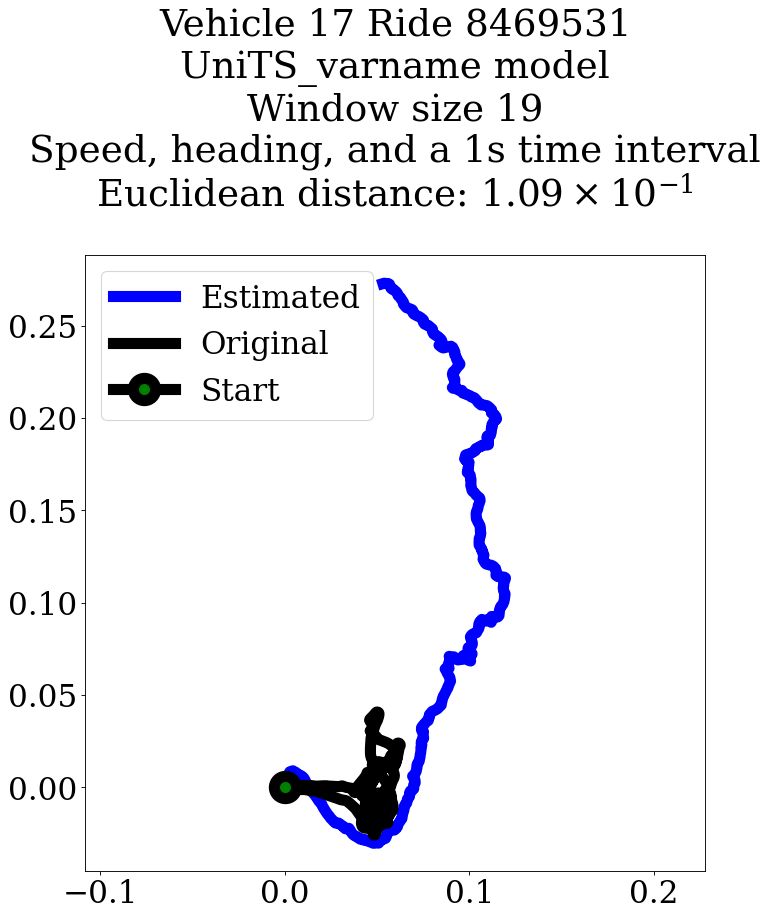 Vehicle 17 Ride 8469531
UniTS_varname model
Window size 19
Speed, heading, and a 1s time interval
Euclidean distance: 1.09 × 10⁻¹
Estimated
Original
Start
0.25
0.20
0.15
0.10
0.05
0.00
−0.1 0.0 0.1 0.2